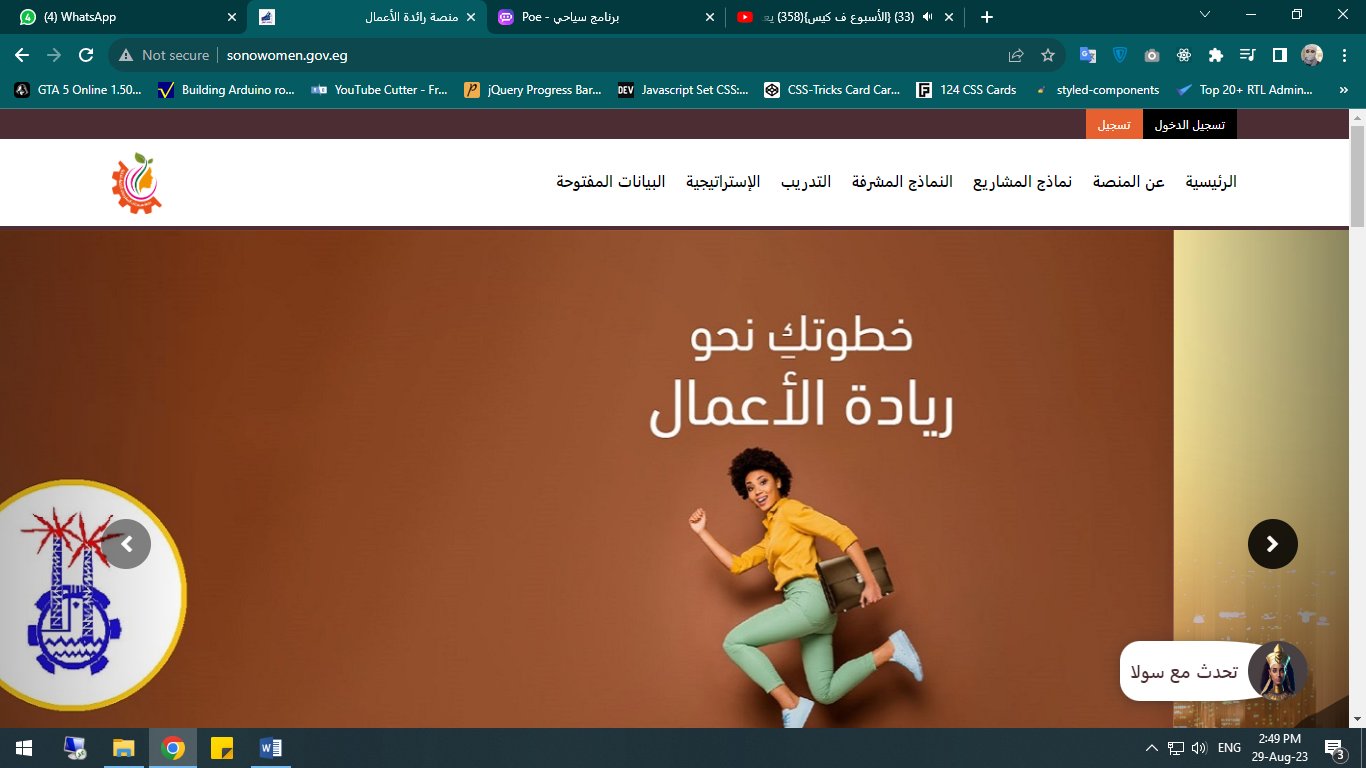 (4) WhatsApp
منصة رائدة الأعمال
Poe - برنامج سياحي
(33) {الأسبوع ف كيس}(358) يعـ
Not secure
sonowomen.gov.eg
GTA 5 Online 1.50...
Building Arduino ro...
YouTube Cutter - Fr...
jQuery Progress Bar...
DEV
Javascript Set CSS:...
CSS-Tricks Card Car...
124 CSS Cards
styled-components
Top 20+ RTL Admin...
تسجيل الدخول
تسجيل
الرئيسية
عن المنصة
نماذج المشاريع
النماذج المشرفة
التدريب
الإستراتيجية
البيانات المفتوحة
خطوتكِ نحو
ريادة الأعمال
تحدث مع سولا
ENG
2:49 PM
29-Aug-23
3